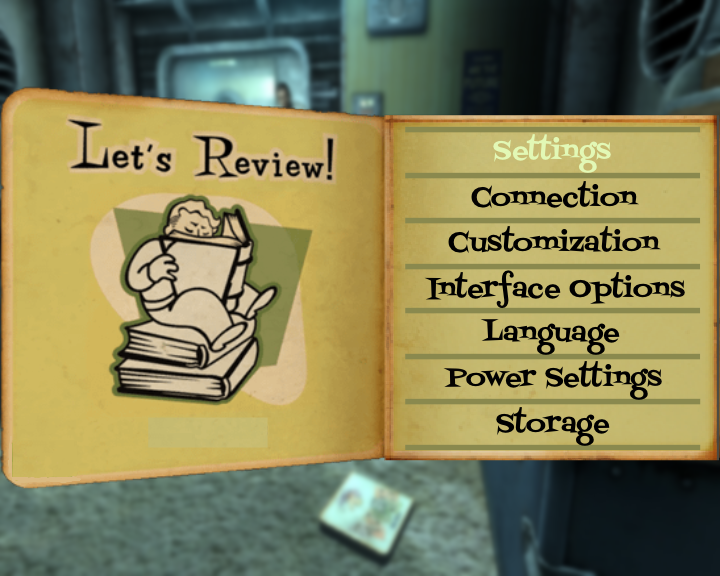 Let's Review!
Settings
Connection
Customization
Interface Options
Language
Power Settings
Storage